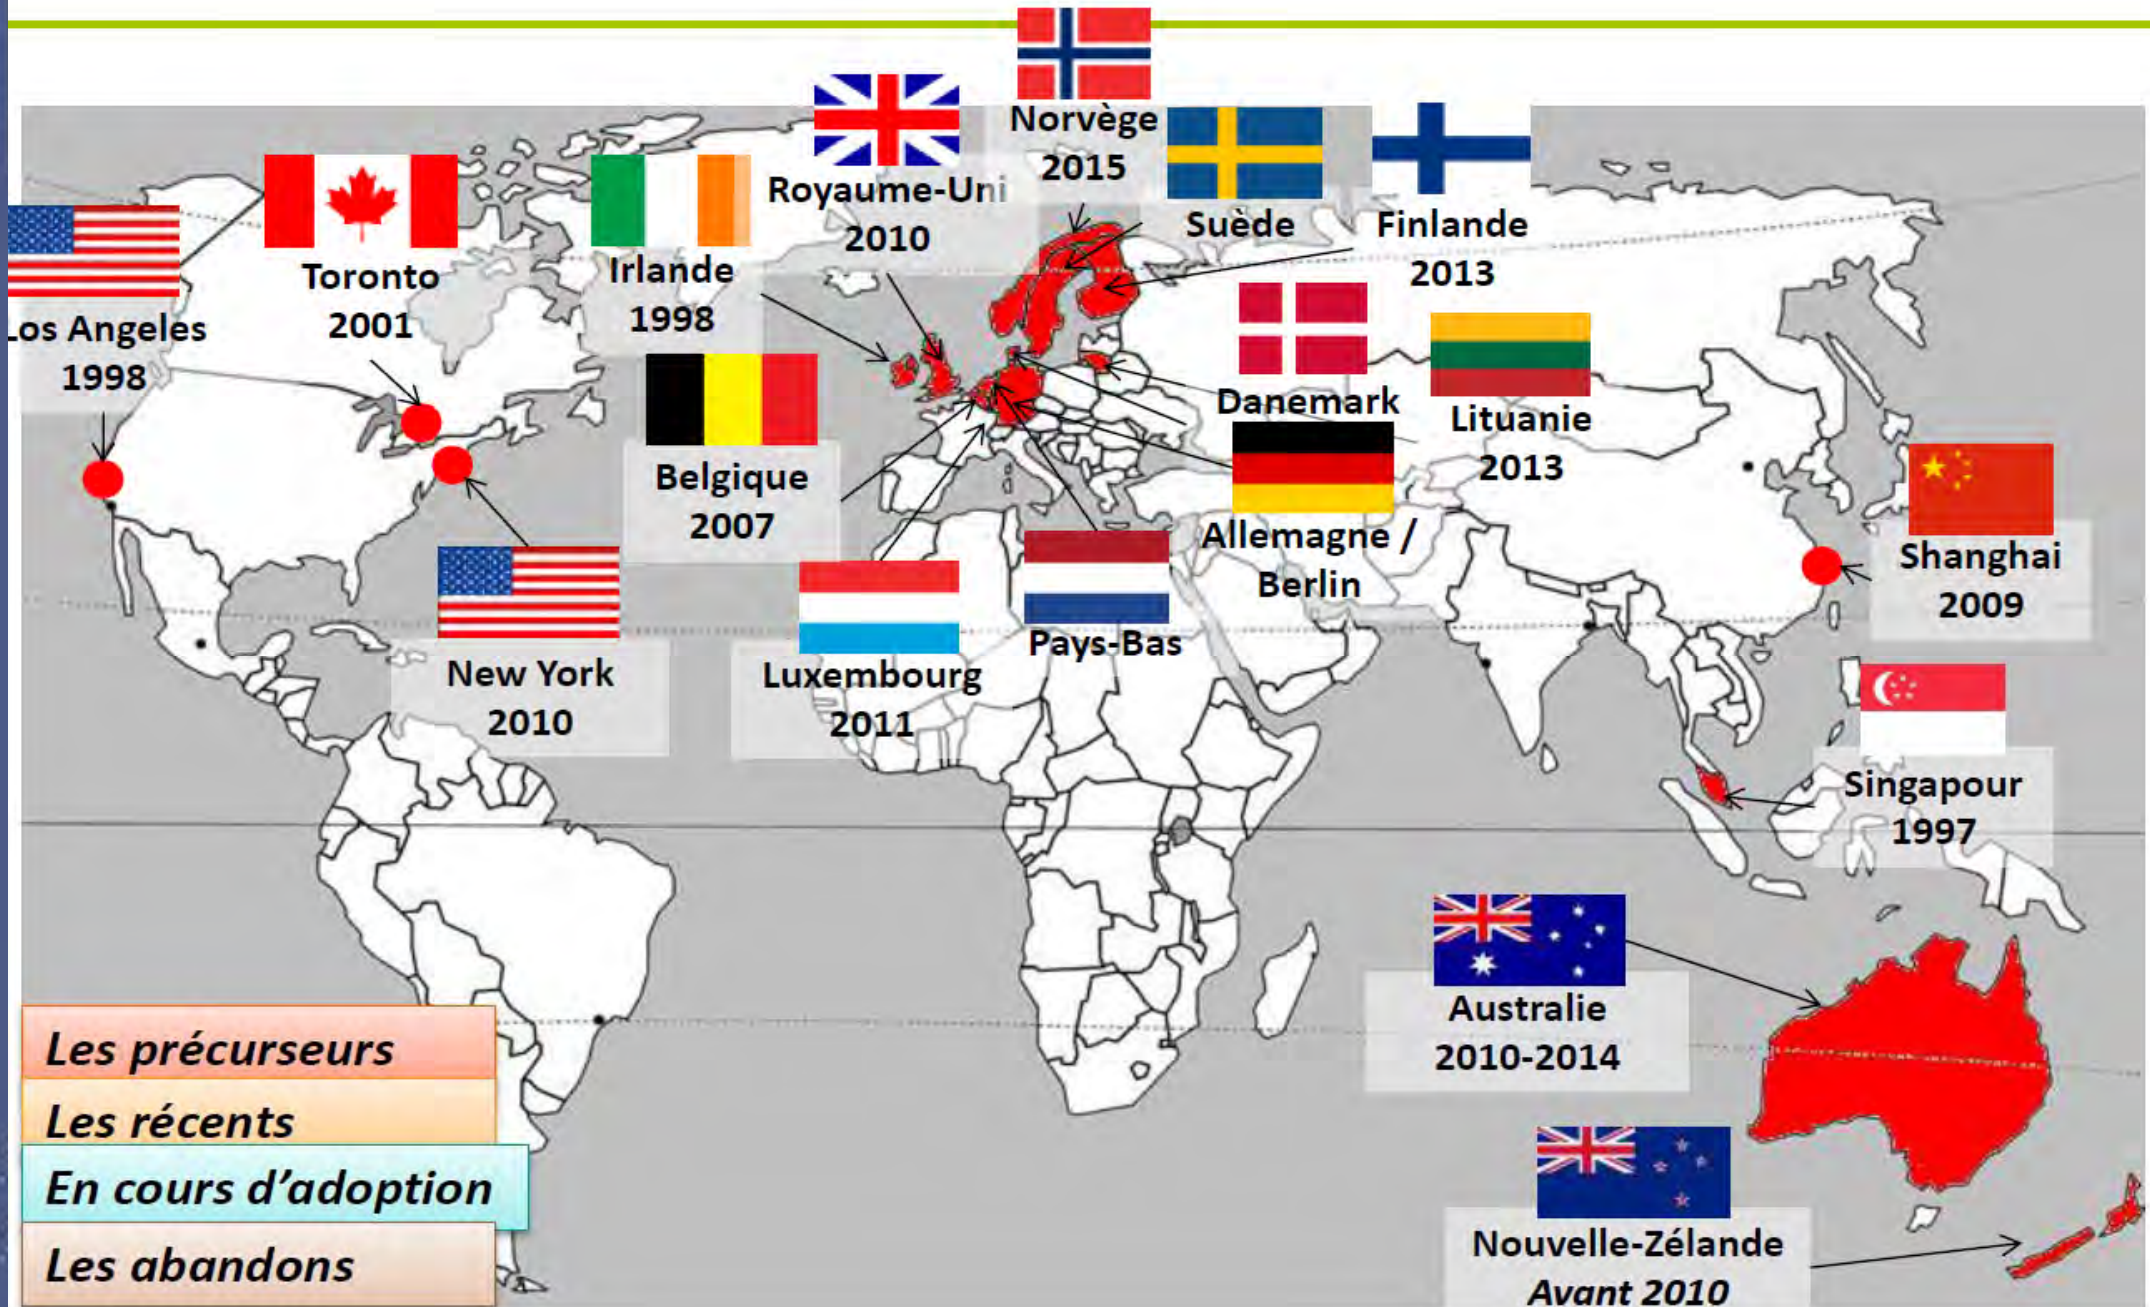 Norvège
2015
Royaume-Uni
2010
Suède
Finlande
2013
Toronto
2001
Irlande
1998
Los Angeles
1998
Danemark
Lituanie
2013
Belgique
2007
Allemagne /
Berlin
Shanghai
2009
Pays-Bas
New York
2010
Luxembourg
2011
Singapour
1997
Australie
2010-2014
Les précurseurs
Les récents
En cours d’adoption
Les abandons
Nouvelle-Zélande
Avant 2010